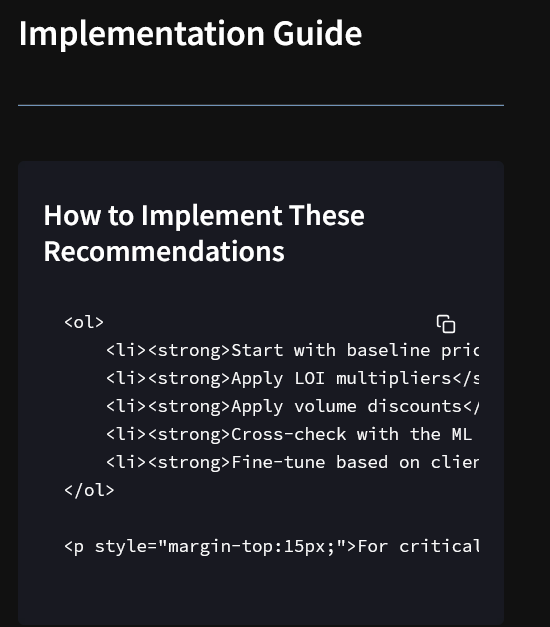 Implementation Guide
How to Implement These
Recommendations
<ol>
<li><strong>Start with baseline pric
<li><strong>Apply LOI multipliers</s
<li><strong>Apply volume discounts</
<li><strong>Cross-check with the ML
<li><strong>Fine-tune based on clien
</ol>
<p style="margin-top:15px;">For critical